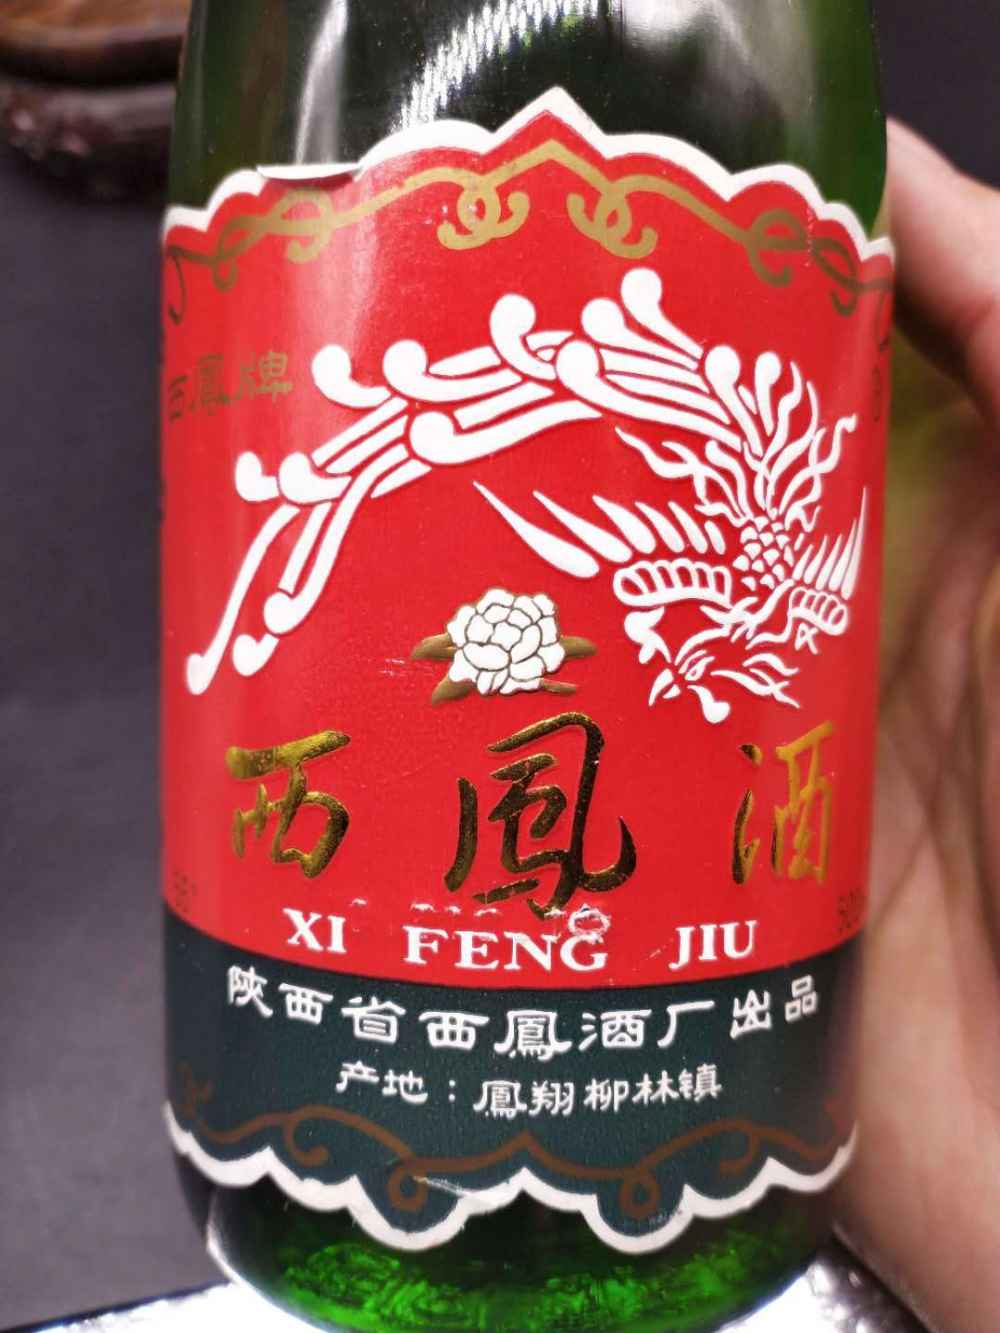 西鳳牌
西鳳酒
XI FENG JIU
陝西省西鳳酒厂出品
产地：鳳翔柳林镇